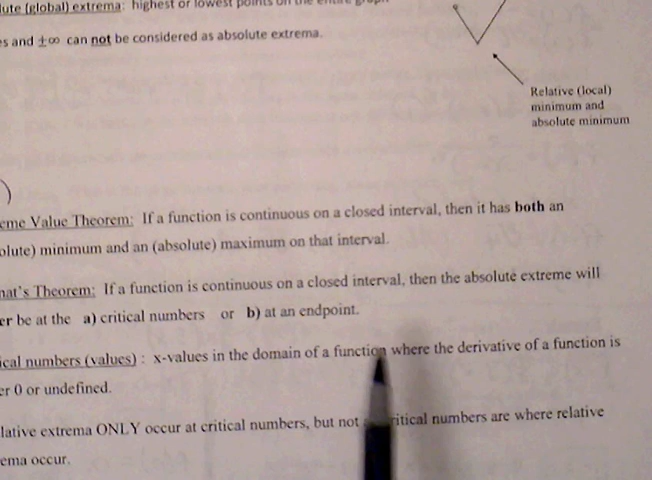 lute (global) extrema: highest or lowest points on the entire graph
es and ±∞ can not be considered as absolute extrema.
Relative (local)
minimum and
absolute minimum
)
eme Value Theorem: If a function is continuous on a closed interval, then it has both an
olute) minimum and an (absolute) maximum on that interval.
nat's Theorem: If a function is continuous on a closed interval, then the absolute extreme will
er be at the a) critical numbers or b) at an endpoint.
ical numbers (values) : x-values in the domain of a function where the derivative of a function is
er 0 or undefined.
lative extrema ONLY occur at critical numbers, but not ritical numbers are where relative
ema occur.